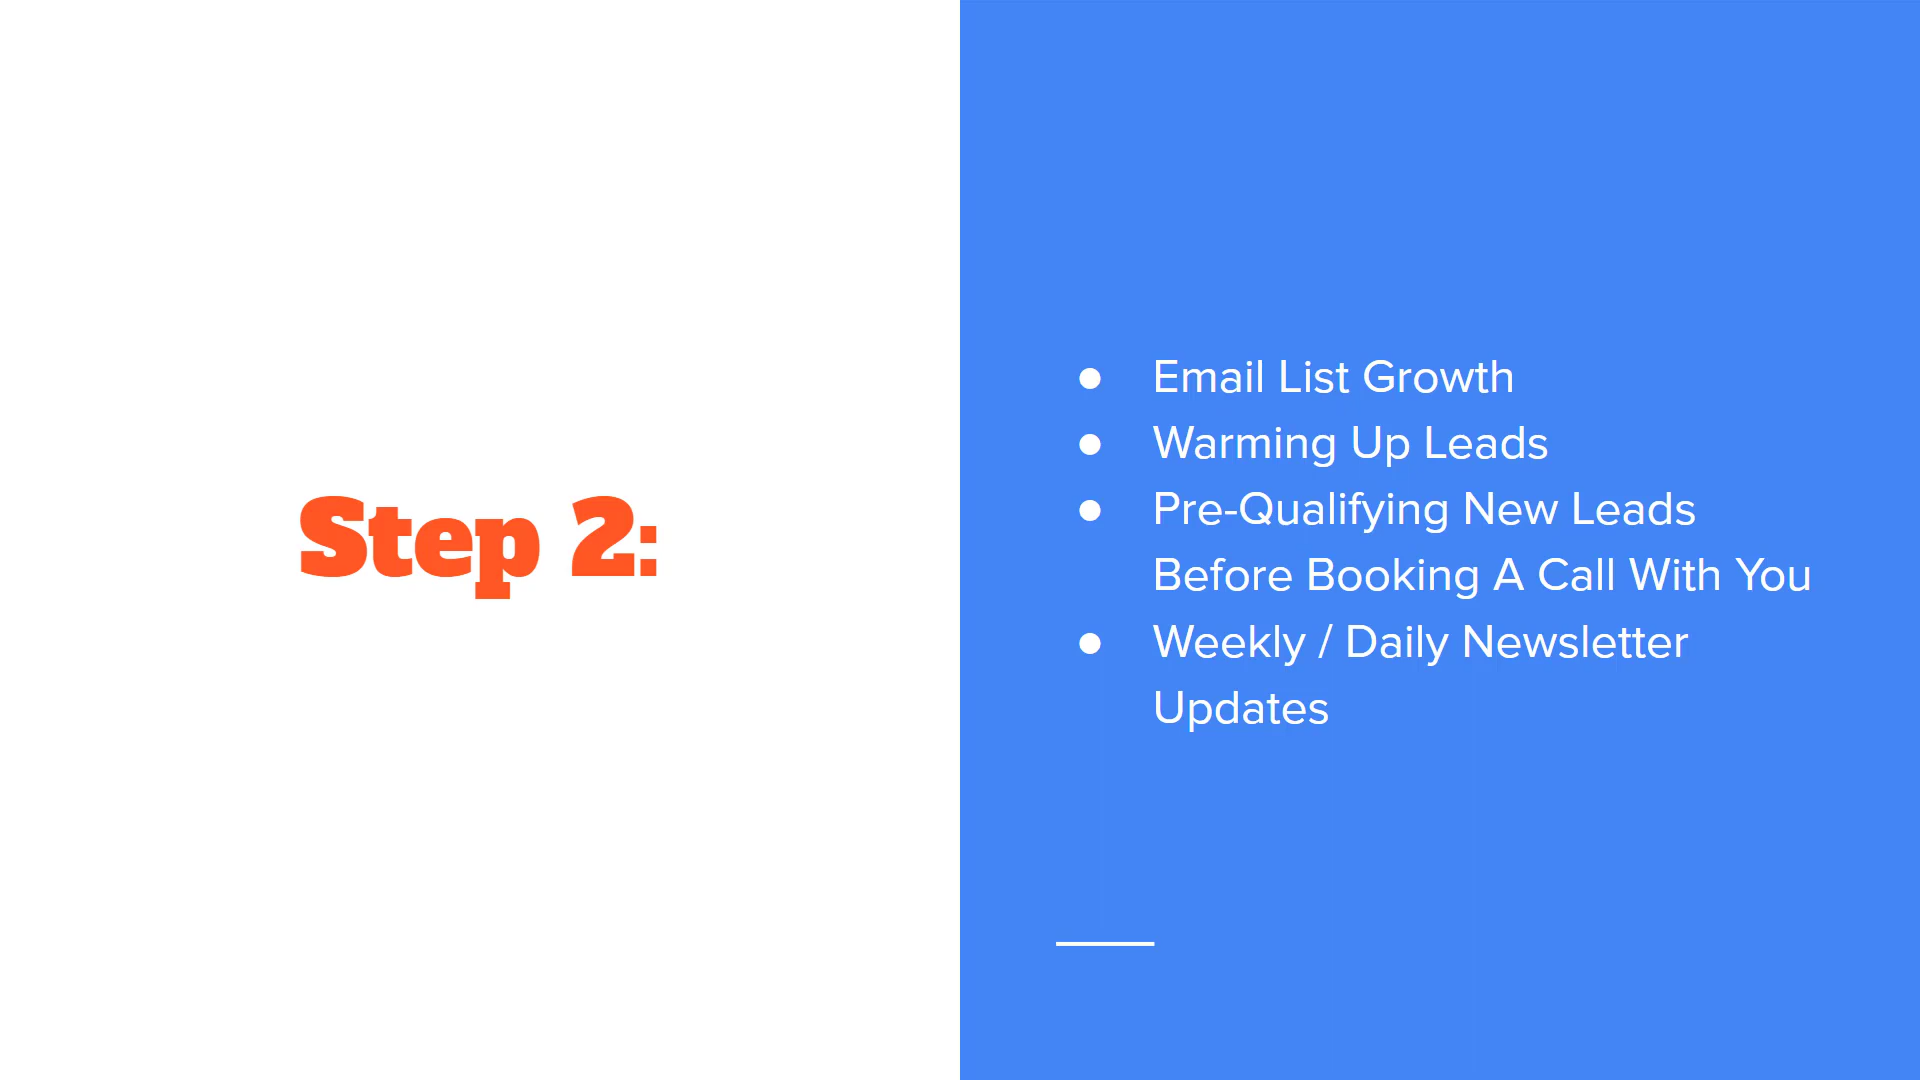 Step 2:
● Email List Growth
● Warming Up Leads
● Pre-Qualifying New Leads
Before Booking A Call With You
● Weekly / Daily Newsletter
Updates